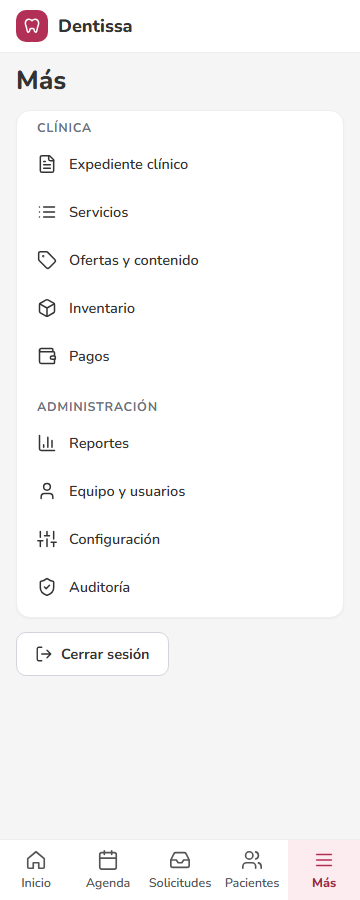 Dentissa
Más
CLÍNICA
Expediente clínico
Servicios
Ofertas y contenido
Inventario
Pagos
ADMINISTRACIÓN
Reportes
Equipo y usuarios
Configuración
Auditoría
Cerrar sesión
Inicio
Agenda
Solicitudes
Pacientes
Más